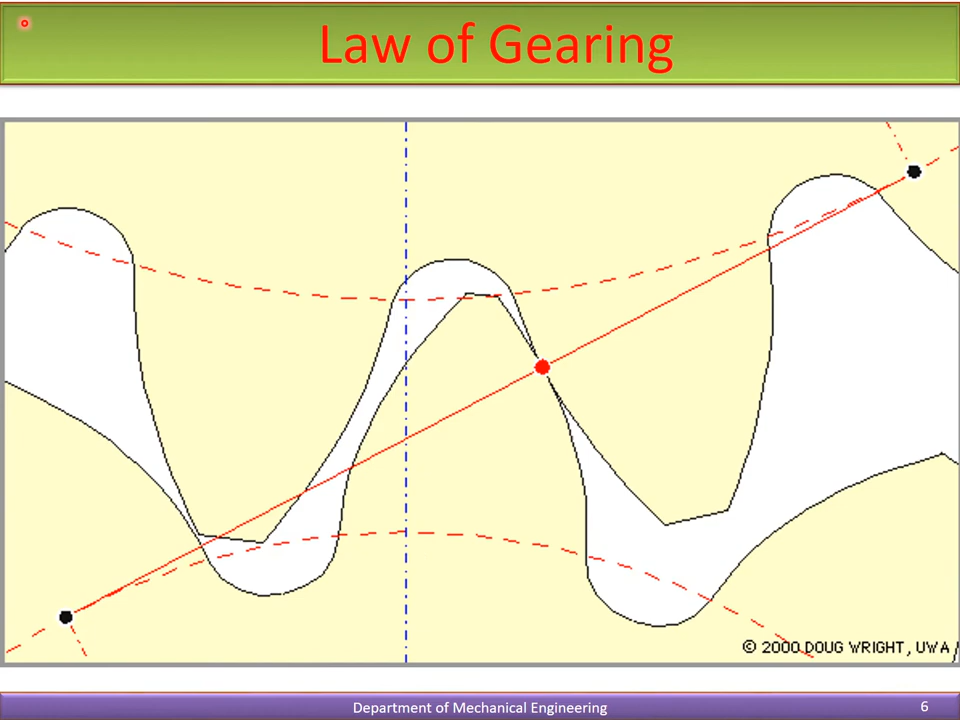 Law of Gearing
© 2000 DOUG WRIGHT, UWA
Department of Mechanical Engineering
6